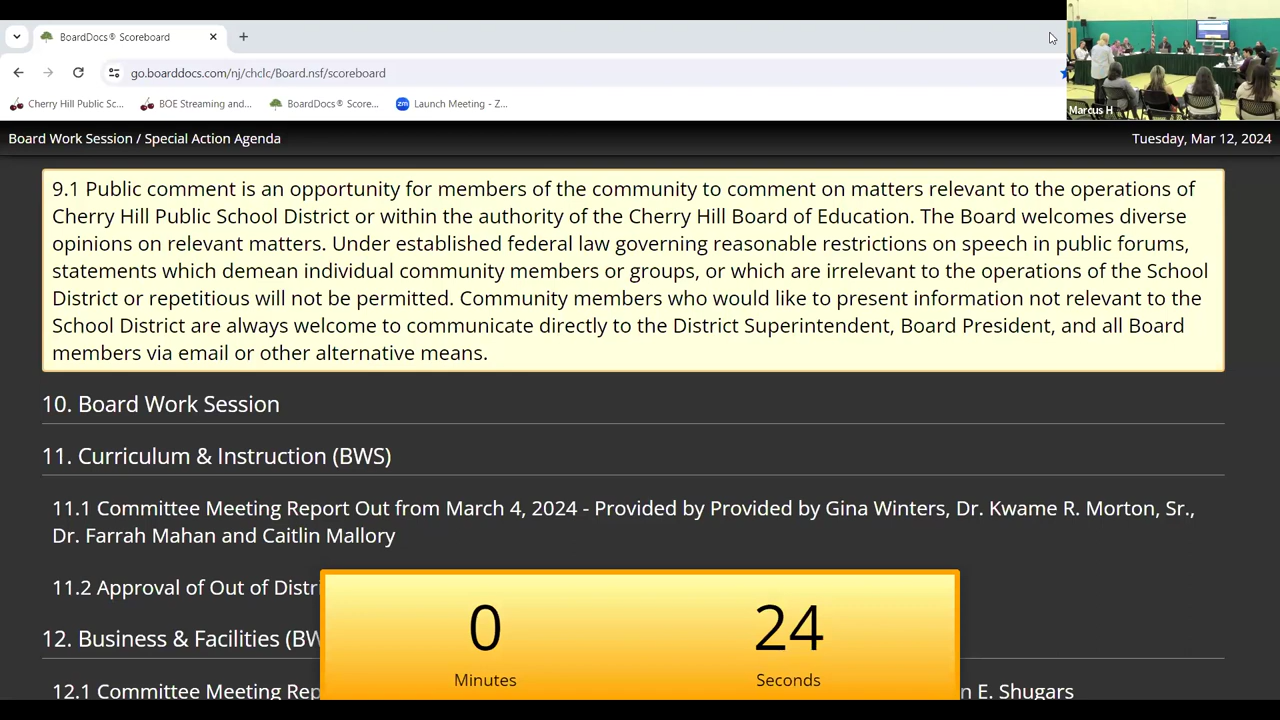 BoardDocs® Scoreboard
go.boarddocs.com/nj/chclc/Board.nsf/scoreboard
Cherry Hill Public Sc...
BOE Streaming and...
BoardDocs® Score...
zm
Launch Meeting - Z...
Marcus H
Board Work Session / Special Action Agenda
Tuesday, Mar 12, 2024
9.1 Public comment is an opportunity for members of the community to comment on matters relevant to the operations of
Cherry Hill Public School District or within the authority of the Cherry Hill Board of Education. The Board welcomes diverse
opinions on relevant matters. Under established federal law governing reasonable restrictions on speech in public forums,
statements which demean individual community members or groups, or which are irrelevant to the operations of the School
District or repetitious will not be permitted. Community members who would like to present information not relevant to the
School District are always welcome to communicate directly to the District Superintendent, Board President, and all Board
members via email or other alternative means.
10. Board Work Session
11. Curriculum & Instruction (BWS)
11.1 Committee Meeting Report Out from March 4, 2024 - Provided by Provided by Gina Winters, Dr. Kwame R. Morton, Sr.,
Dr. Farrah Mahan and Caitlin Mallory
11.2 Approval of Out of Distri
12. Business & Facilities (BW
12.1 Committee Meeting Rep
n E. Shugars
0
24
Minutes
Seconds